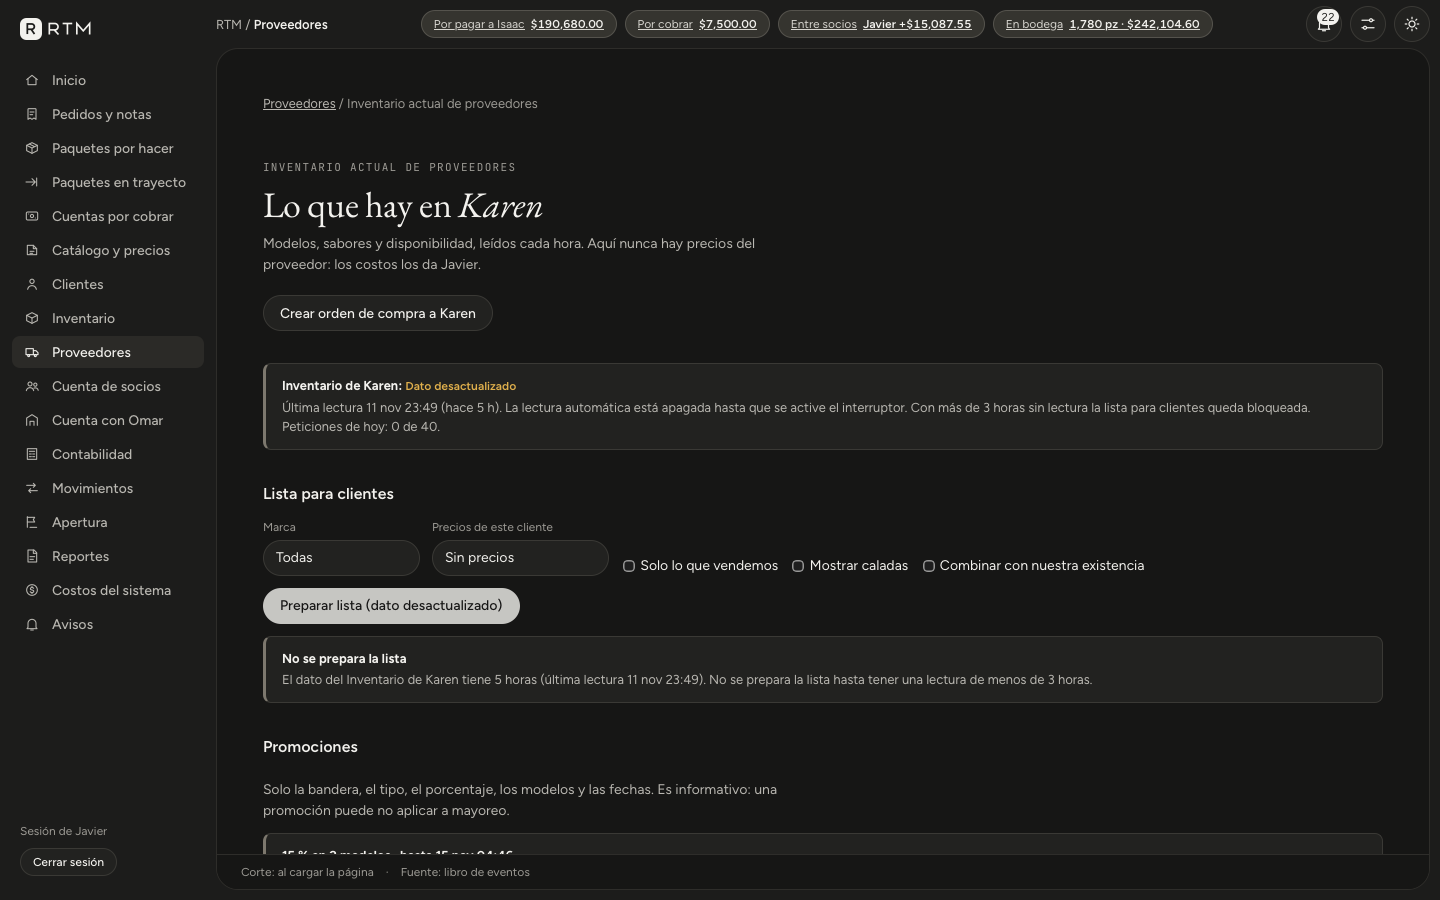 R RTM
RTM / Proveedores
Por pagar a Isaac $190,680.00
Por cobrar $7,500.00
Entre socios Javier +$15,087.55
En bodega 1,780 pz · $242,104.60
22
Inicio
Pedidos y notas
Paquetes por hacer
Paquetes en trayecto
Cuentas por cobrar
Catálogo y precios
Clientes
Inventario
Proveedores
Cuenta de socios
Cuenta con Omar
Contabilidad
Movimientos
Apertura
Reportes
Costos del sistema
Avisos
Sesión de Javier
Cerrar sesión
Proveedores / Inventario actual de proveedores
INVENTARIO ACTUAL DE PROVEEDORES
Lo que hay en Karen
Modelos, sabores y disponibilidad, leídos cada hora. Aquí nunca hay precios del
proveedor: los costos los da Javier.
Crear orden de compra a Karen
Inventario de Karen: Dato desactualizado
Última lectura 11 nov 23:49 (hace 5 h). La lectura automática está apagada hasta que se active el interruptor. Con más de 3 horas sin lectura la lista para clientes queda bloqueada.
Peticiones de hoy: 0 de 40.
Lista para clientes
Marca
Precios de este cliente
Todas
Sin precios
Solo lo que vendemos
Mostrar caladas
Combinar con nuestra existencia
Preparar lista (dato desactualizado)
No se prepara la lista
El dato del Inventario de Karen tiene 5 horas (última lectura 11 nov 23:49). No se prepara la lista hasta tener una lectura de menos de 3 horas.
Promociones
Solo la bandera, el tipo, el porcentaje, los modelos y las fechas. Es informativo: una
promoción puede no aplicar a mayoreo.
Corte: al cargar la página · Fuente: libro de eventos